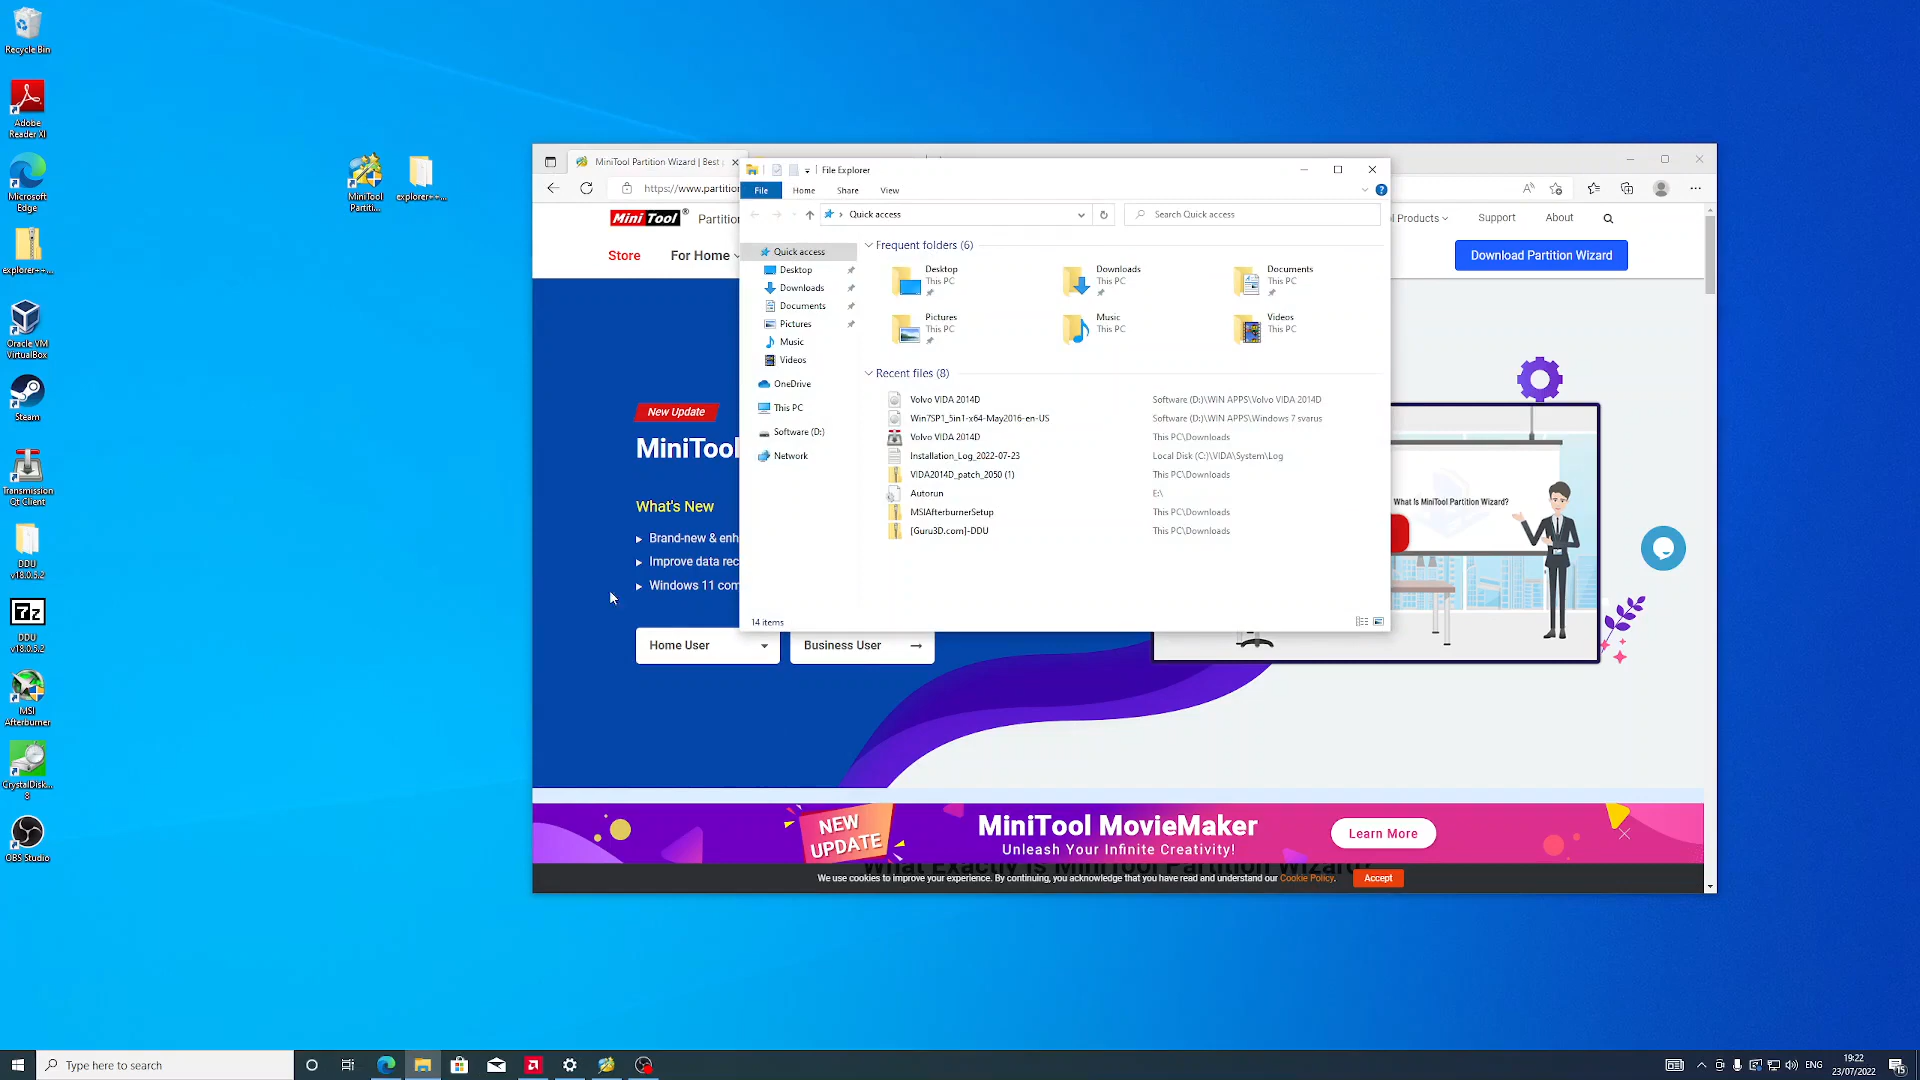 Recycle Bin
Adobe
Reader XI
Microsoft
Edge
explorer++...
Oracle VM
VirtualBox
Steam
Transmission
Qt Client
DDU
v18.0.5.2
DDU
v18.0.5.2
MSI
Afterburner
CrystalDisk...
8
OBS Studio
MiniTool
Partiti...
explorer++...
MiniTool Partition Wizard | Best
https://www.partition
Mini Tool ® Partition
Store
For Home
l Products
Support
About
Download Partition Wizard
File Explorer
File
Home
Share
View
Quick access
Search Quick access
Quick access
Desktop
Downloads
Documents
Pictures
Music
Videos
OneDrive
This PC
Software (D:)
Network
Frequent folders (6)
Desktop
This PC
Downloads
This PC
Documents
This PC
Pictures
This PC
Music
This PC
Videos
This PC
Recent files (8)
Volvo VIDA 2014D Software (D:)\WIN APPS\Volvo VIDA 2014D
Win7SP1_5in1-x64-May2016-en-US Software (D:)\WIN APPS\Windows 7 svarus
Volvo VIDA 2014D This PC\Downloads
Installation_Log_2022-07-23 Local Disk (C:)\VIDA\System\Log
VIDA2014D_patch_2050 (1) This PC\Downloads
Autorun E:\
MSIAfterburnerSetup This PC\Downloads
[Guru3D.com]-DDU This PC\Downloads
14 items
New Update
MiniTool
What's New
Brand-new & enh
Improve data rec
Windows 11 com
Home User
Business User
What Is MiniTool Partition Wizard?
NEW
UPDATE
MiniTool MovieMaker
Unleash Your Infinite Creativity!
Learn More
What Exactly is MiniTool Partition Wizard?
We use cookies to improve your experience. By continuing, you acknowledge that you have read and understand our Cookie Policy.
Accept
Type here to search
ENG
19:22
23/07/2022
15